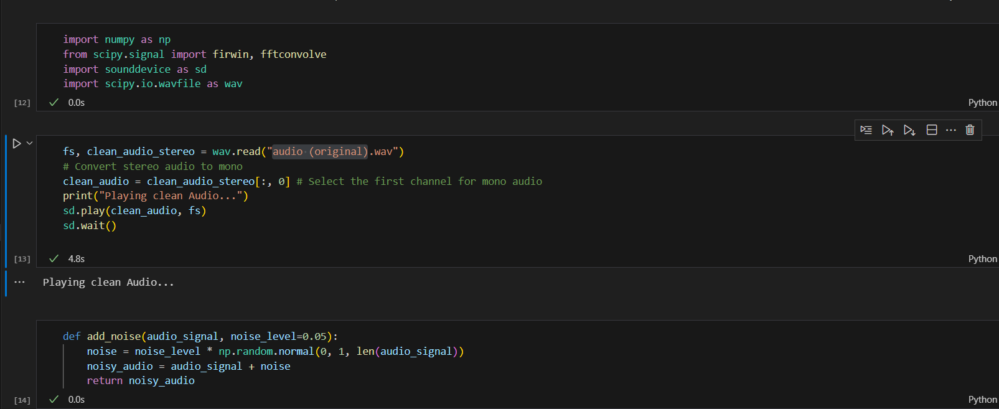 import numpy as np
from scipy.signal import firwin, fftconvolve
import sounddevice as sd
import scipy.io.wavfile as wav
[12] 0.0s Python
fs, clean_audio_stereo = wav.read("audio (original).wav")
# Convert stereo audio to mono
clean_audio = clean_audio_stereo[:, 0] # Select the first channel for mono audio
print("Playing clean Audio...")
sd.play(clean_audio, fs)
sd.wait()
[13] 4.8s Python
Playing clean Audio...
def add_noise(audio_signal, noise_level=0.05):
    noise = noise_level * np.random.normal(0, 1, len(audio_signal))
    noisy_audio = audio_signal + noise
    return noisy_audio
[14] 0.0s Python